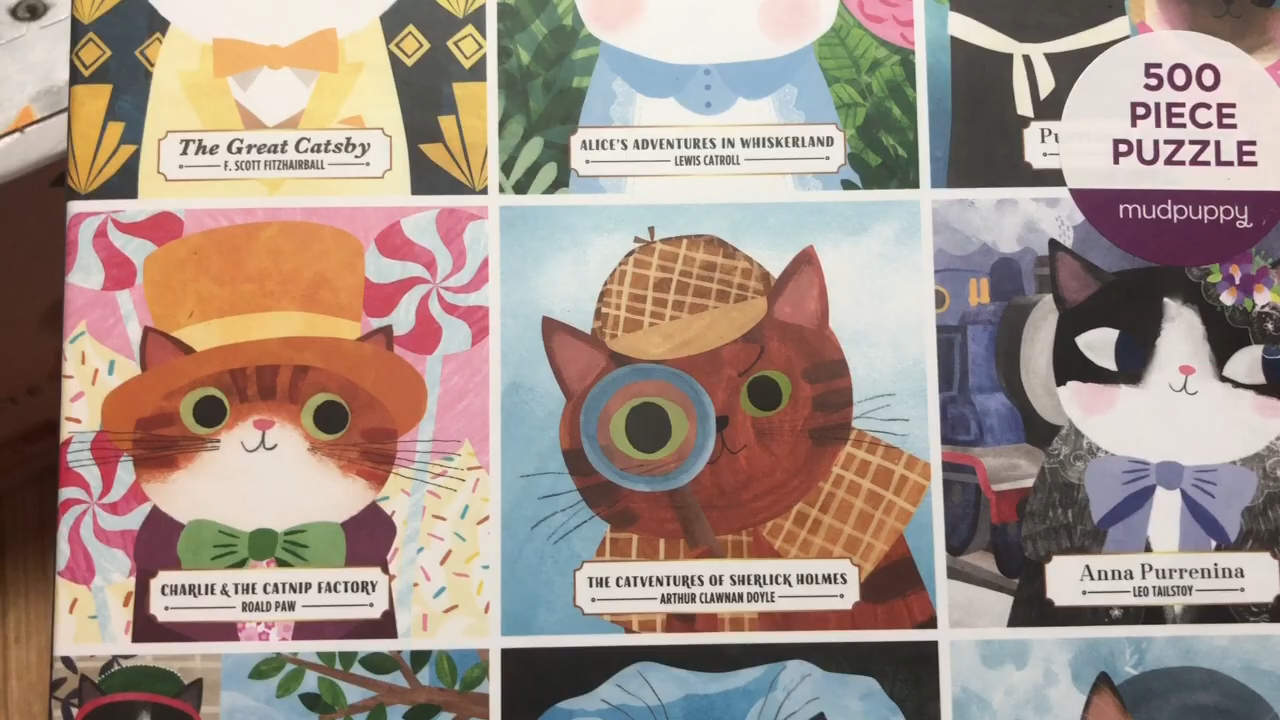 The Great Catsby
F. SCOTT FITZHAIRBALL
ALICE'S ADVENTURES IN WHISKERLAND
LEWIS CATROLL
500
PIECE
PUZZLE
mudpuppy
CHARLIE & THE CATNIP FACTORY
ROALD PAW
THE CATVENTURES OF SHERLICK HOLMES
ARTHUR CLAWNAN DOYLE
Anna Purrenina
LEO TAILSTOY